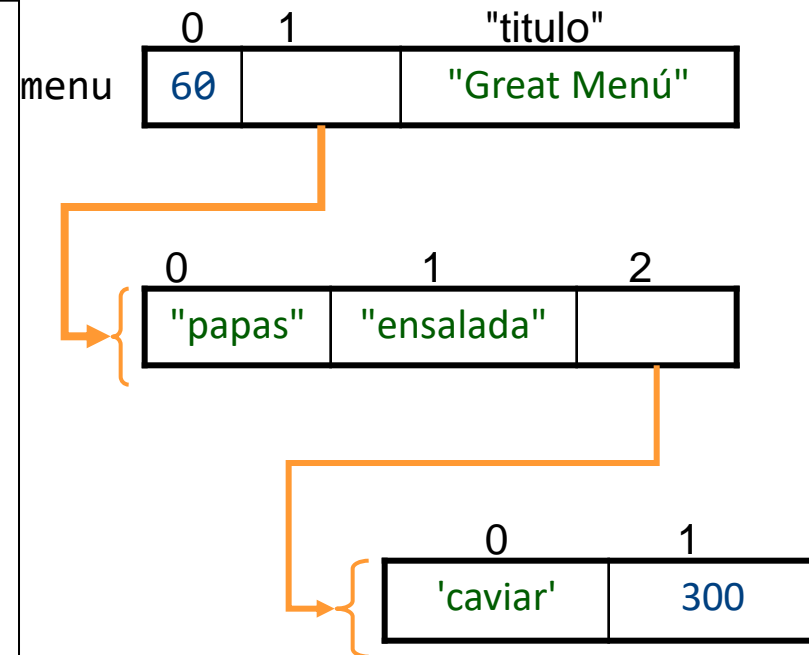 0 1 "titulo"
menu 60 "Great Menú"
0 1 2
"papas" "ensalada"
0 1
'caviar' 300